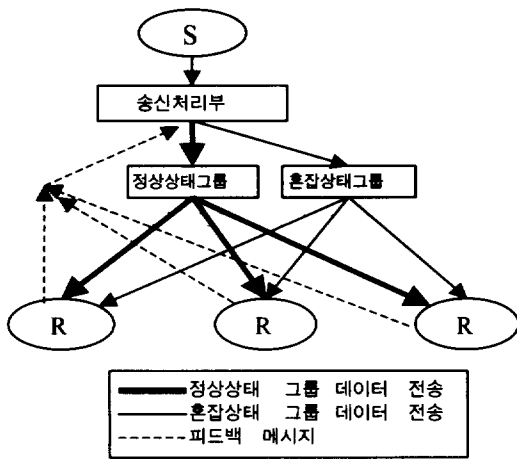 S
송신처리부
정상상태그룹
혼잡상태그룹
R
R
R
정상상태 그룹 데이터 전송
혼잡상태 그룹 데이터 전송
피드백 메시지